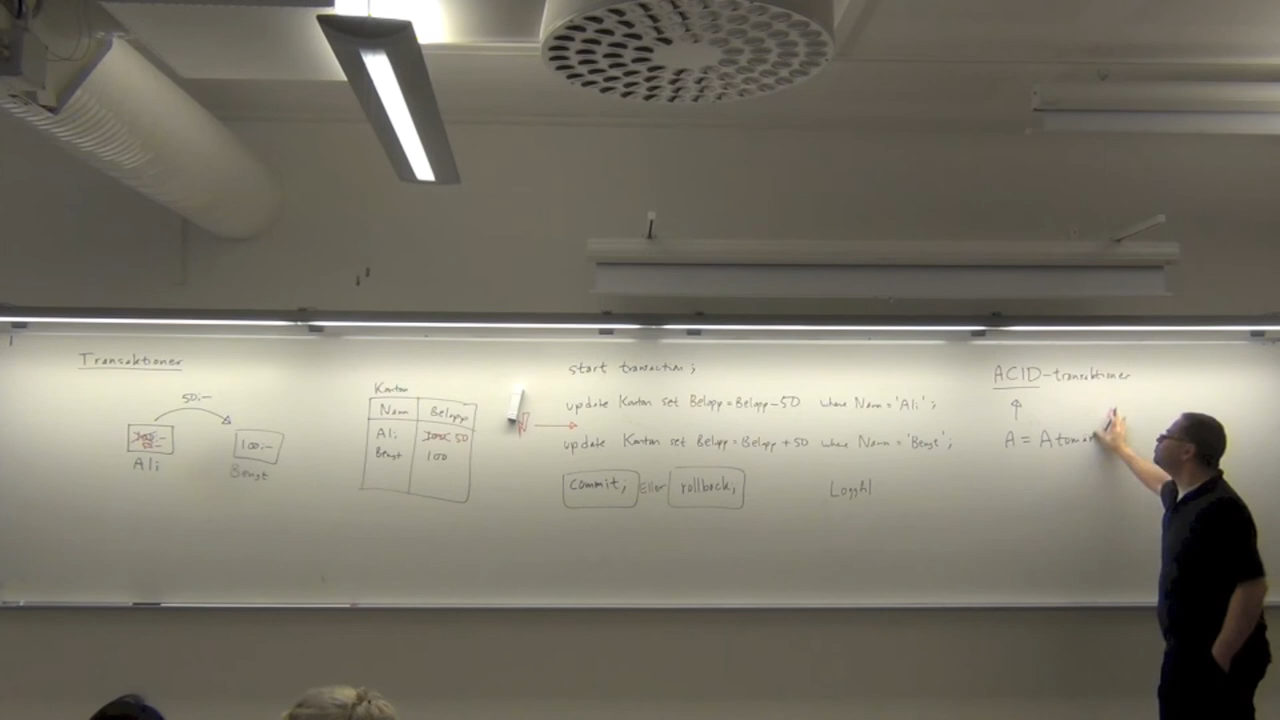 Transaktioner
50:-
Ali
100:-
Bengt
Konton
Namn Belopp
Ali 50
Bengt 100
start transaction;
update Konton set Belopp = Belopp - 50 where Namn = 'Ali';
update Konton set Belopp = Belopp + 50 where Namn = 'Bengt';
commit; Eller rollback;
Loggfil
ACID-transaktioner
A = Atomär